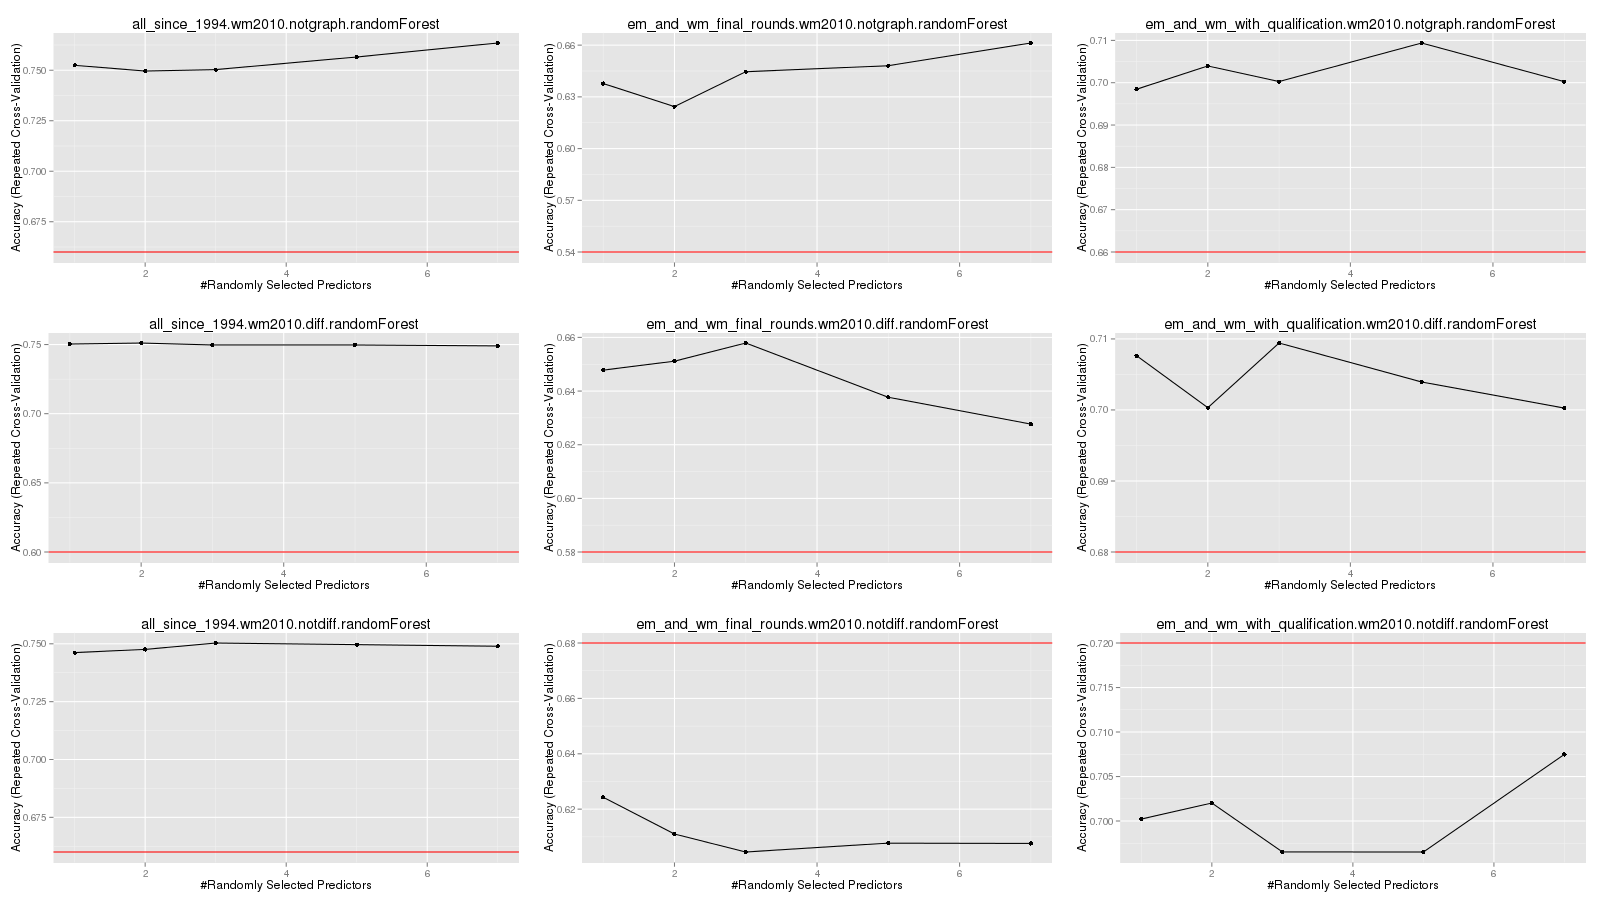 all_since_1994.wm2010.notgraph.randomForest
Accuracy (Repeated Cross-Validation)
0.750
0.725
0.700
0.675
2 4 6
#Randomly Selected Predictors
em_and_wm_final_rounds.wm2010.notgraph.randomForest
Accuracy (Repeated Cross-Validation)
0.66
0.63
0.60
0.57
0.54
2 4 6
#Randomly Selected Predictors
em_and_wm_with_qualification.wm2010.notgraph.randomForest
Accuracy (Repeated Cross-Validation)
0.71
0.70
0.69
0.68
0.67
0.66
2 4 6
#Randomly Selected Predictors
all_since_1994.wm2010.diff.randomForest
Accuracy (Repeated Cross-Validation)
0.75
0.70
0.65
0.60
2 4 6
#Randomly Selected Predictors
em_and_wm_final_rounds.wm2010.diff.randomForest
Accuracy (Repeated Cross-Validation)
0.66
0.64
0.62
0.60
0.58
2 4 6
#Randomly Selected Predictors
em_and_wm_with_qualification.wm2010.diff.randomForest
Accuracy (Repeated Cross-Validation)
0.71
0.70
0.69
0.68
2 4 6
#Randomly Selected Predictors
all_since_1994.wm2010.notdiff.randomForest
Accuracy (Repeated Cross-Validation)
0.750
0.725
0.700
0.675
2 4 6
#Randomly Selected Predictors
em_and_wm_final_rounds.wm2010.notdiff.randomForest
Accuracy (Repeated Cross-Validation)
0.68
0.66
0.64
0.62
2 4 6
#Randomly Selected Predictors
em_and_wm_with_qualification.wm2010.notdiff.randomForest
Accuracy (Repeated Cross-Validation)
0.720
0.715
0.710
0.705
0.700
2 4 6
#Randomly Selected Predictors